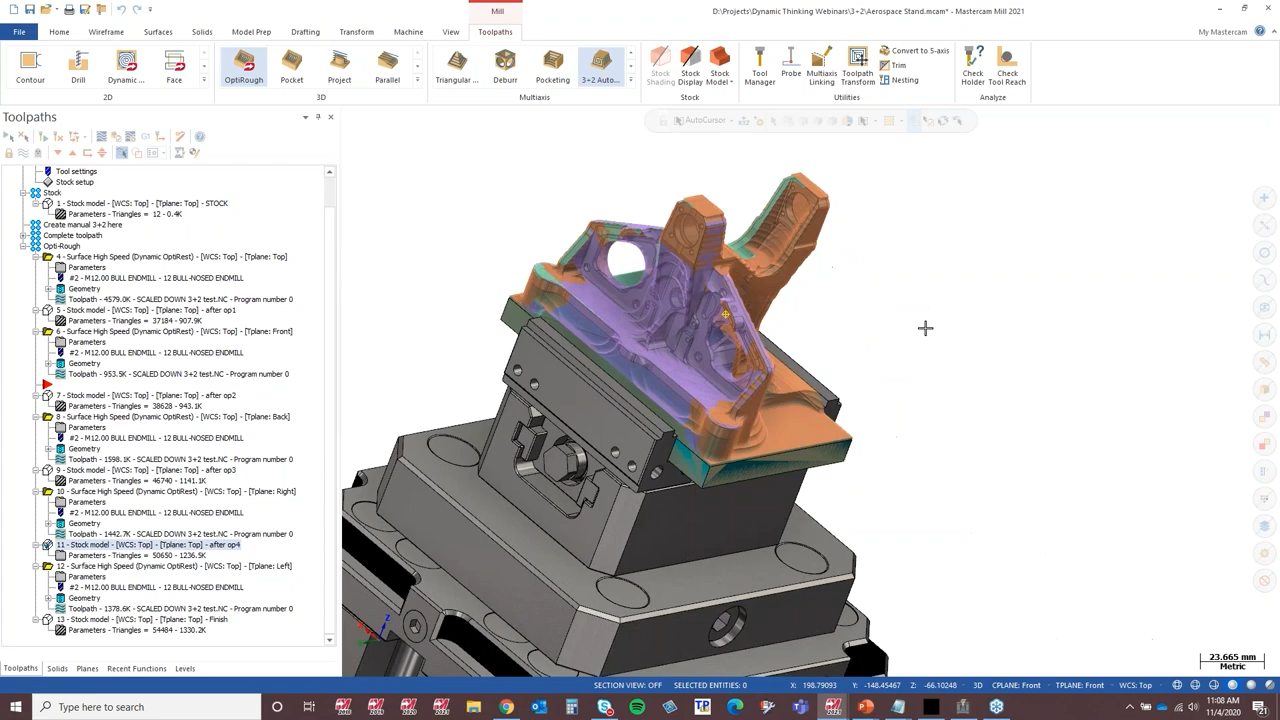 D:\Projects\Dynamic Thinking Webinars\3+2\Aerospace Stand.mcam* - Mastercam Mill 2021
Mill
File Home Wireframe Surfaces Solids Model Prep Drafting Transform Machine View Toolpaths
My Mastercam
Contour Drill Dynamic ... Face OptiRough Pocket Project Parallel Triangular ... Deburr Pocketing 3+2 Auto... Stock Shading Stock Display Stock Model Tool Manager Probe Multiaxis Linking Toolpath Transform Convert to 5-axis Trim Nesting Check Holder Check Tool Reach
2D 3D Multiaxis Stock Utilities Analyze
Toolpaths
AutoCursor
Tool settings
Stock setup
Stock
1 - Stock model - [WCS: Top] - [Tplane: Top] - STOCK
Parameters - Triangles = 12 - 0.4K
Create manual 3+2 here
Complete toolpath
Opti-Rough
4 - Surface High Speed (Dynamic OptiRest) - [WCS: Top] - [Tplane: Top]
Parameters
#2 - M12.00 BULL ENDMILL - 12 BULL-NOSED ENDMILL
Geometry
Toolpath - 4579.0K - SCALED DOWN 3+2 test.NC - Program number 0
5 - Stock model - [WCS: Top] - [Tplane: Top] - after op1
Parameters - Triangles = 37184 - 907.9K
6 - Surface High Speed (Dynamic OptiRest) - [WCS: Top] - [Tplane: Front]
Parameters
#2 - M12.00 BULL ENDMILL - 12 BULL-NOSED ENDMILL
Geometry
Toolpath - 953.5K - SCALED DOWN 3+2 test.NC - Program number 0
7 - Stock model - [WCS: Top] - [Tplane: Top] - after op2
Parameters - Triangles = 38628 - 943.1K
8 - Surface High Speed (Dynamic OptiRest) - [WCS: Top] - [Tplane: Back]
Parameters
#2 - M12.00 BULL ENDMILL - 12 BULL-NOSED ENDMILL
Geometry
Toolpath - 1598.1K - SCALED DOWN 3+2 test.NC - Program number 0
9 - Stock model - [WCS: Top] - [Tplane: Top] - after op3
Parameters - Triangles = 46740 - 1141.1K
10 - Surface High Speed (Dynamic OptiRest) - [WCS: Top] - [Tplane: Right]
Parameters
#2 - M12.00 BULL ENDMILL - 12 BULL-NOSED ENDMILL
Geometry
Toolpath - 1442.7K - SCALED DOWN 3+2 test.NC - Program number 0
11 - Stock model - [WCS: Top] - [Tplane: Top] - after op4
Parameters - Triangles = 50650 - 1236.5K
12 - Surface High Speed (Dynamic OptiRest) - [WCS: Top] - [Tplane: Left]
Parameters
#2 - M12.00 BULL ENDMILL - 12 BULL-NOSED ENDMILL
Geometry
Toolpath - 1378.6K - SCALED DOWN 3+2 test.NC - Program number 0
13 - Stock model - [WCS: Top] - [Tplane: Top] - Finish
Parameters - Triangles = 54484 - 1330.2K
Z
23.665 mm
Metric
Toolpaths Solids Planes Recent Functions Levels
SECTION VIEW: OFF SELECTED ENTITIES: 0 X: 198.79093 Y: -148.45467 Z: -66.10248 3D CPLANE: Front TPLANE: Front WCS: Top
Type here to search
11:08 AM
11/4/2020